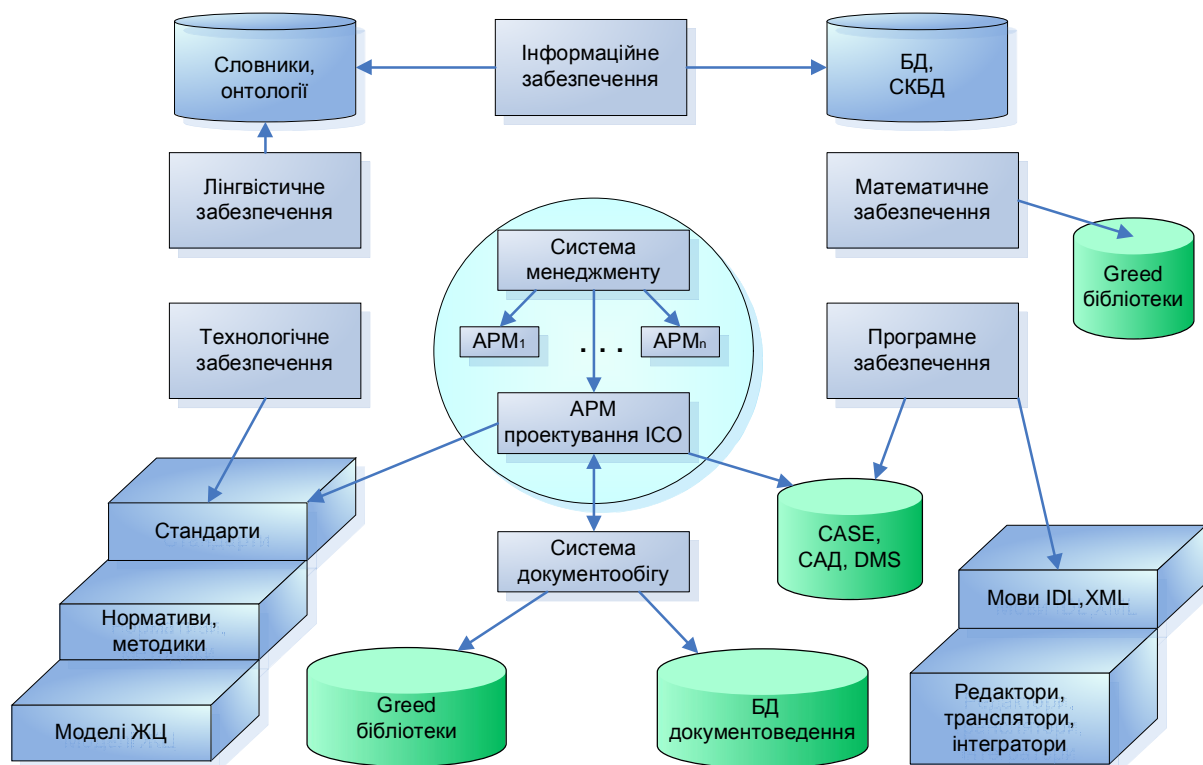 Словники,
онтології
Інформаційне
забезпечення
БД,
СКБД
Лінгвістичне
забезпечення
Математичне
забезпечення
Система
менеджменту
Greed
бібліотеки
Технологічне
забезпечення
АРМ1
. . .
АРМn
Програмне
забезпечення
АРМ
проектування ІСО
Стандарти
Система
документообігу
CASE,
САД, DMS
Мови IDL,XML
Нормативи,
методики
Моделі ЖЦ
Greed
бібліотеки
БД
документоведення
Редактори,
транслятори,
інтегратори